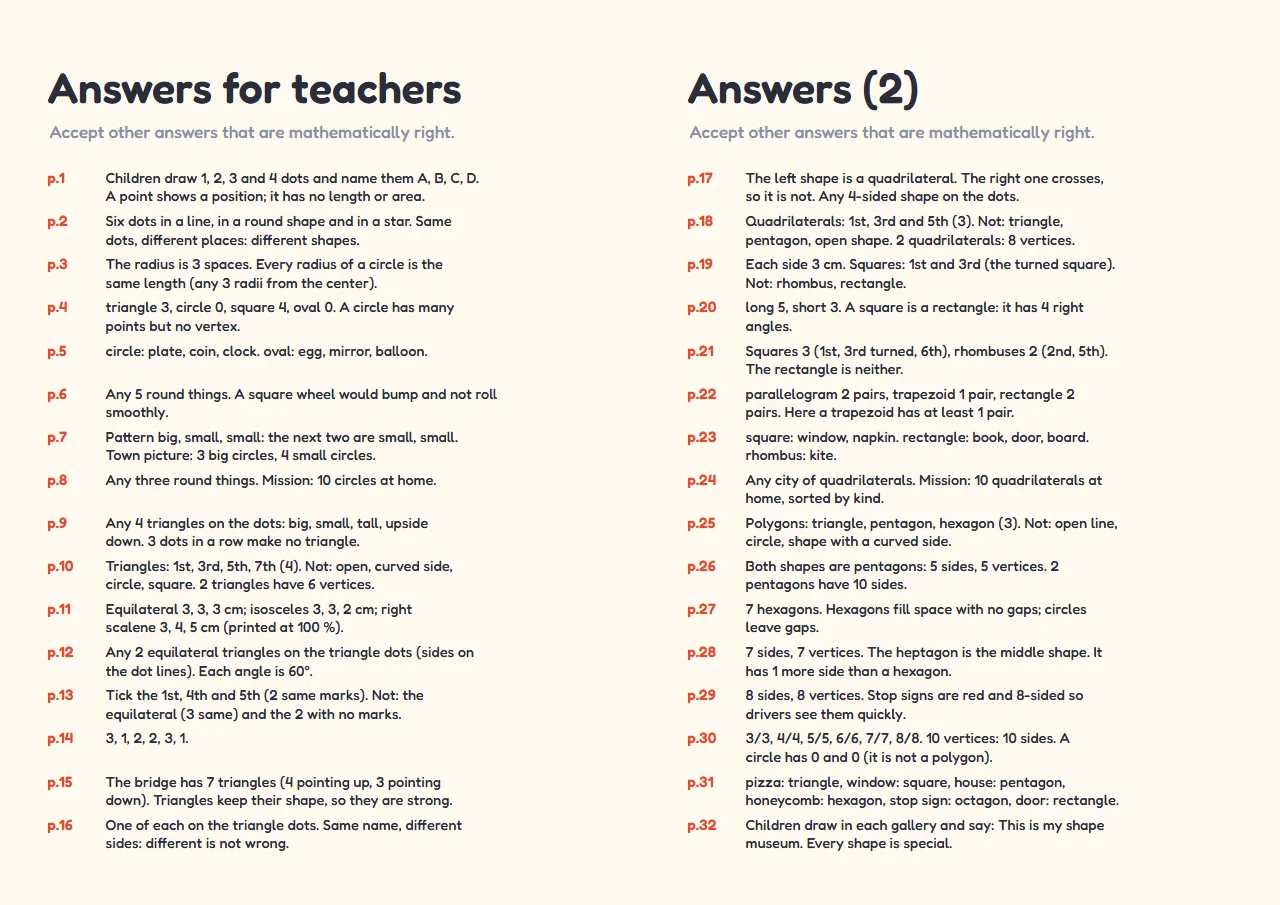 Answers for teachers
Accept other answers that are mathematically right.
p.1 Children draw 1, 2, 3 and 4 dots and name them A, B, C, D.
A point shows a position; it has no length or area.
p.2 Six dots in a line, in a round shape and in a star. Same
dots, different places: different shapes.
p.3 The radius is 3 spaces. Every radius of a circle is the
same length (any 3 radii from the center).
p.4 triangle 3, circle 0, square 4, oval 0. A circle has many
points but no vertex.
p.5 circle: plate, coin, clock. oval: egg, mirror, balloon.
p.6 Any 5 round things. A square wheel would bump and not roll
smoothly.
p.7 Pattern big, small, small: the next two are small, small.
Town picture: 3 big circles, 4 small circles.
p.8 Any three round things. Mission: 10 circles at home.
p.9 Any 4 triangles on the dots: big, small, tall, upside
down. 3 dots in a row make no triangle.
p.10 Triangles: 1st, 3rd, 5th, 7th (4). Not: open, curved side,
circle, square. 2 triangles have 6 vertices.
p.11 Equilateral 3, 3, 3 cm; isosceles 3, 3, 2 cm; right
scalene 3, 4, 5 cm (printed at 100 %).
p.12 Any 2 equilateral triangles on the triangle dots (sides on
the dot lines). Each angle is 60°.
p.13 Tick the 1st, 4th and 5th (2 same marks). Not: the
equilateral (3 same) and the 2 with no marks.
p.14 3, 1, 2, 2, 3, 1.
p.15 The bridge has 7 triangles (4 pointing up, 3 pointing
down). Triangles keep their shape, so they are strong.
p.16 One of each on the triangle dots. Same name, different
sides: different is not wrong.
Answers (2)
Accept other answers that are mathematically right.
p.17 The left shape is a quadrilateral. The right one crosses,
so it is not. Any 4-sided shape on the dots.
p.18 Quadrilaterals: 1st, 3rd and 5th (3). Not: triangle,
pentagon, open shape. 2 quadrilaterals: 8 vertices.
p.19 Each side 3 cm. Squares: 1st and 3rd (the turned square).
Not: rhombus, rectangle.
p.20 long 5, short 3. A square is a rectangle: it has 4 right
angles.
p.21 Squares 3 (1st, 3rd turned, 6th), rhombuses 2 (2nd, 5th).
The rectangle is neither.
p.22 parallelogram 2 pairs, trapezoid 1 pair, rectangle 2
pairs. Here a trapezoid has at least 1 pair.
p.23 square: window, napkin. rectangle: book, door, board.
rhombus: kite.
p.24 Any city of quadrilaterals. Mission: 10 quadrilaterals at
home, sorted by kind.
p.25 Polygons: triangle, pentagon, hexagon (3). Not: open line,
circle, shape with a curved side.
p.26 Both shapes are pentagons: 5 sides, 5 vertices. 2
pentagons have 10 sides.
p.27 7 hexagons. Hexagons fill space with no gaps; circles
leave gaps.
p.28 7 sides, 7 vertices. The heptagon is the middle shape. It
has 1 more side than a hexagon.
p.29 8 sides, 8 vertices. Stop signs are red and 8-sided so
drivers see them quickly.
p.30 3/3, 4/4, 5/5, 6/6, 7/7, 8/8. 10 vertices: 10 sides. A
circle has 0 and 0 (it is not a polygon).
p.31 pizza: triangle, window: square, house: pentagon,
honeycomb: hexagon, stop sign: octagon, door: rectangle.
p.32 Children draw in each gallery and say: This is my shape
museum. Every shape is special.